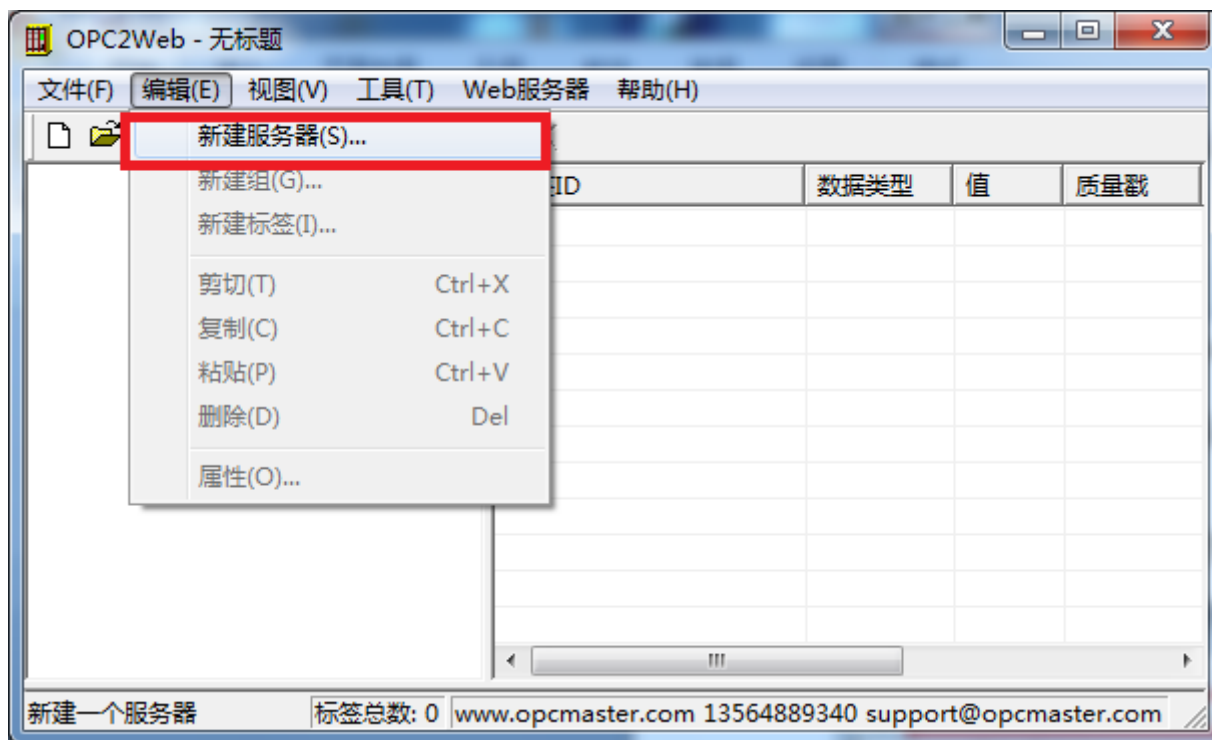 OPC2Web - 无标题
文件(F) 编辑(E) 视图(V) 工具(T) Web服务器 帮助(H)
新建服务器(S)...
新建组(G)...
ID 数据类型 值 质量戳
新建标签(I)...
剪切(T) Ctrl+X
复制(C) Ctrl+C
粘贴(P) Ctrl+V
删除(D) Del
属性(O)...
新建一个服务器 标签总数: 0 www.opcmaster.com 13564889340 support@opcmaster.com